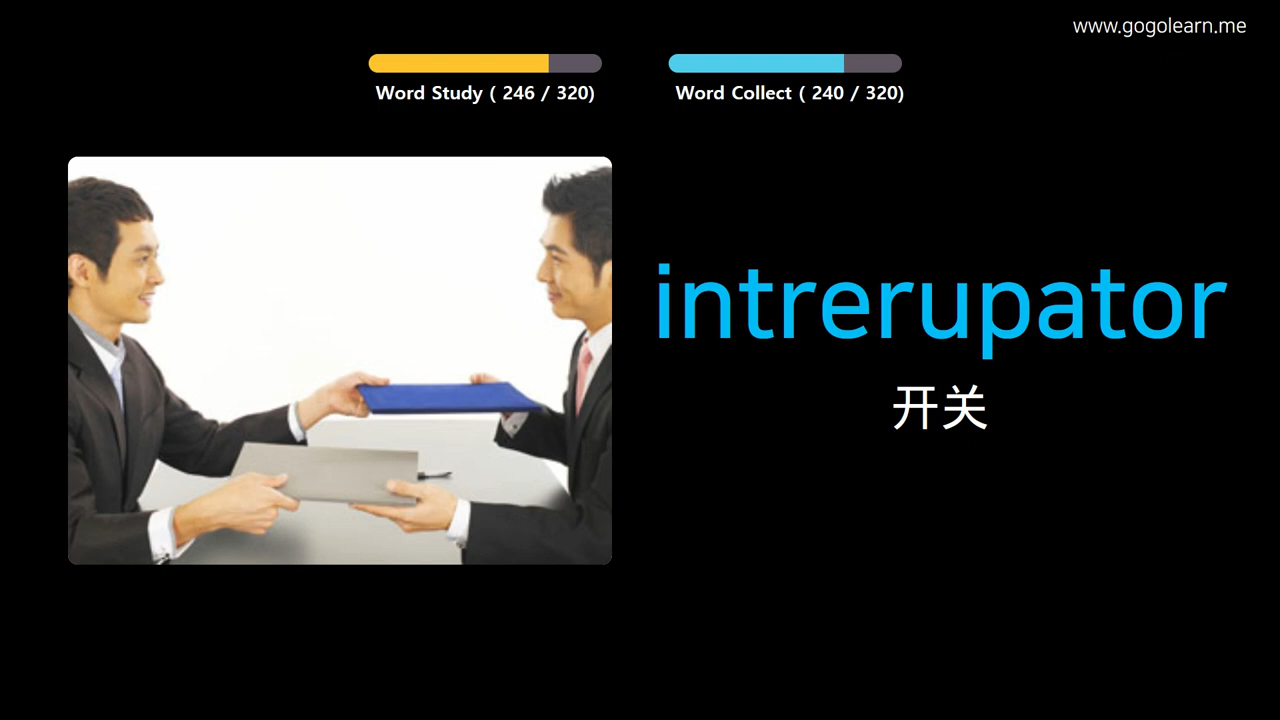 www.gogolearn.me
Word Study ( 246 / 320)
Word Collect ( 240 / 320)
intrerupator
开关